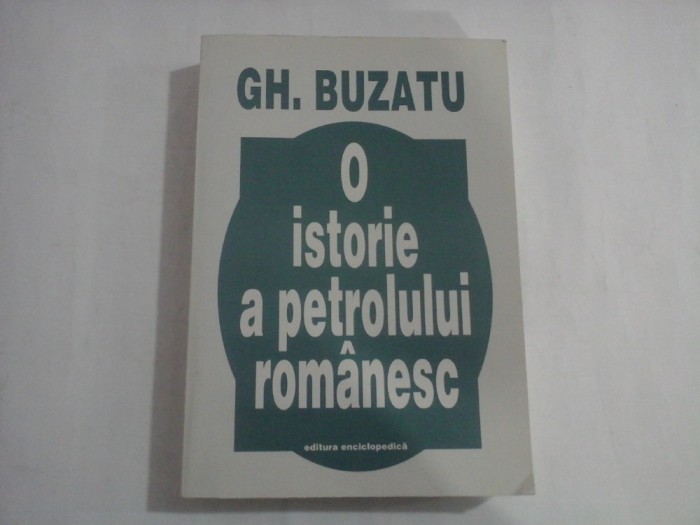 GH. BUZATU
O
istorie
a petrolului
românesc
editura enciclopedică